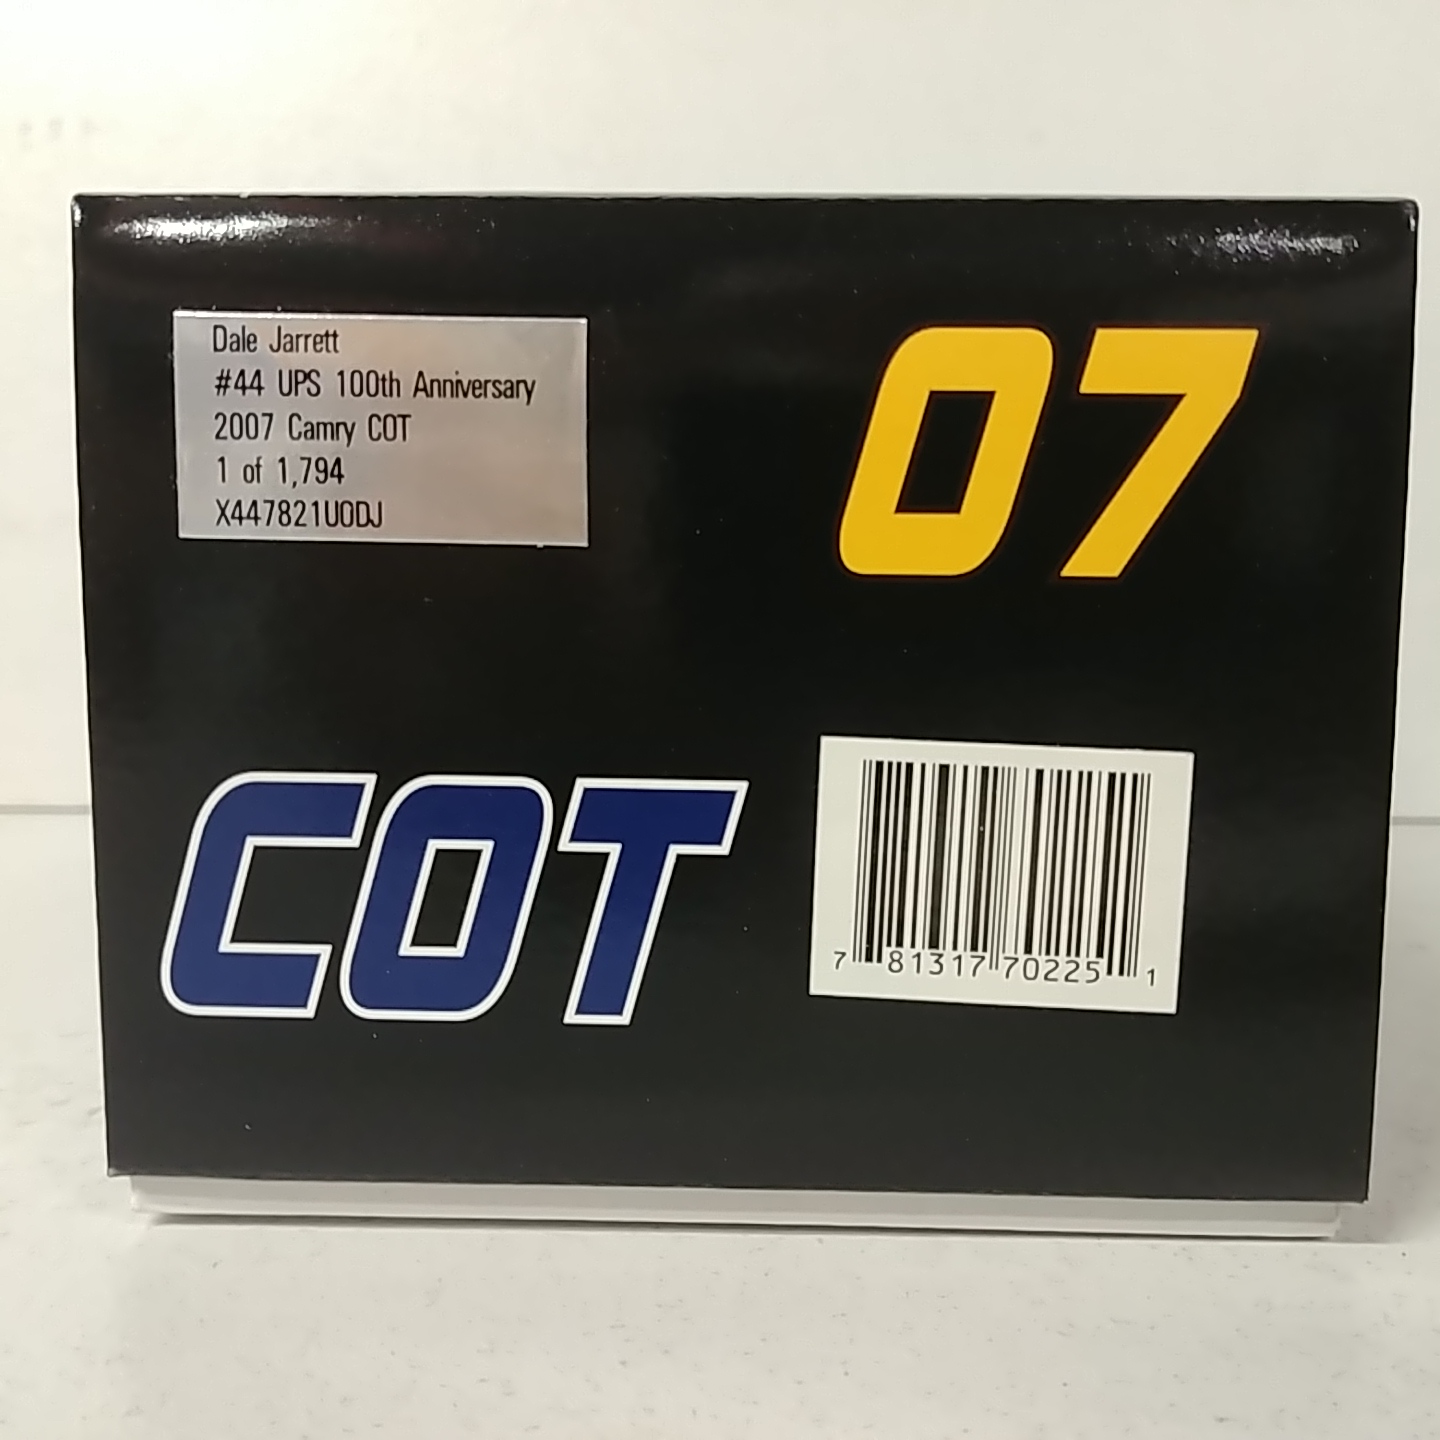 Dale Jarrett
#44 UPS 100th Anniversary
2007 Camry COT
1 of 1,794
X447821UODJ
07
COT
7 81317 70225 1